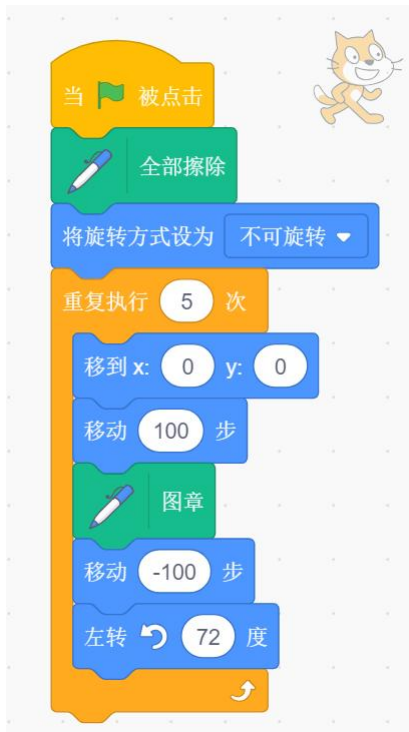 当 被点击
全部擦除
将旋转方式设为 不可旋转
重复执行 5 次
移到 x: 0 y: 0
移动 100 步
图章
移动 -100 步
左转 72 度